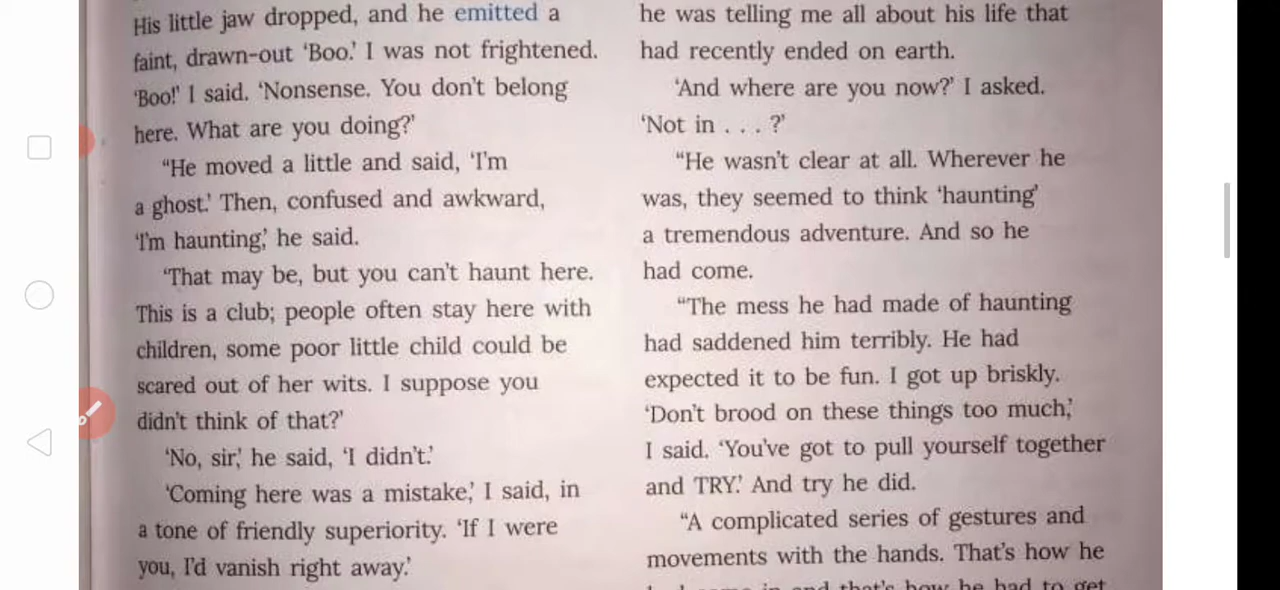 His little jaw dropped, and he emitted a
faint, drawn-out ‘Boo.’ I was not frightened.
‘Boo!’ I said. ‘Nonsense. You don’t belong
here. What are you doing?’
“He moved a little and said, ‘I’m
a ghost.’ Then, confused and awkward,
‘I’m haunting,’ he said.
‘That may be, but you can’t haunt here.
This is a club; people often stay here with
children, some poor little child could be
scared out of her wits. I suppose you
didn’t think of that?’
‘No, sir,’ he said, ‘I didn’t.’
‘Coming here was a mistake,’ I said, in
a tone of friendly superiority. ‘If I were
you, I’d vanish right away.’
he was telling me all about his life that
had recently ended on earth.
‘And where are you now?’ I asked.
‘Not in . . . ?’
“He wasn’t clear at all. Wherever he
was, they seemed to think ‘haunting’
a tremendous adventure. And so he
had come.
“The mess he had made of haunting
had saddened him terribly. He had
expected it to be fun. I got up briskly.
‘Don’t brood on these things too much,’
I said. ‘You’ve got to pull yourself together
and TRY.’ And try he did.
“A complicated series of gestures and
movements with the hands. That’s how he
in and that’s how he had to get